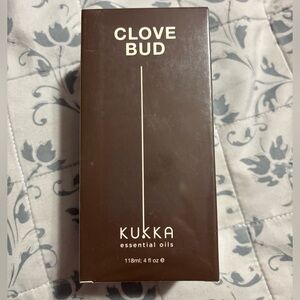 CLOVE
BUD
KUKKA
essential oils
118ml; 4 fl oz e